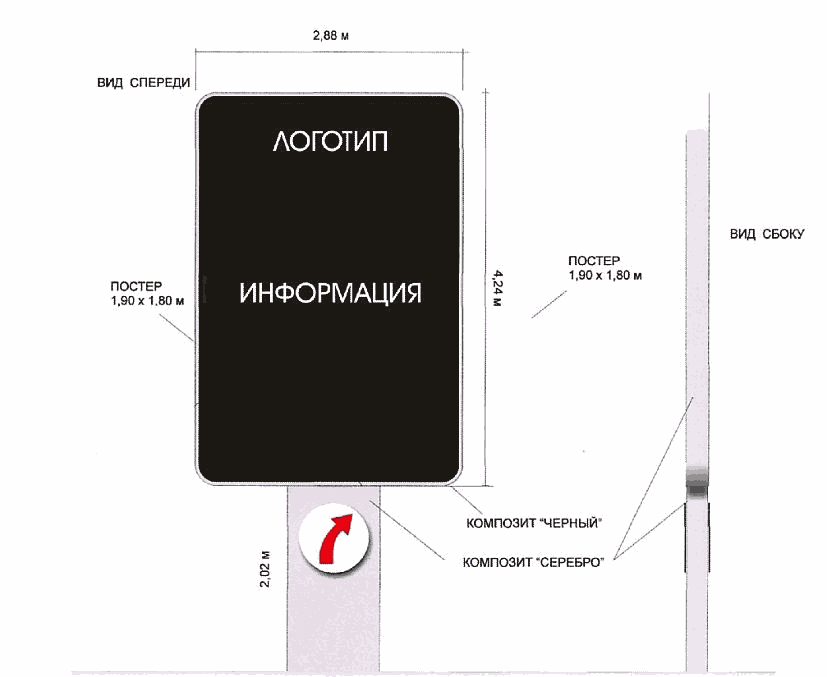 2,88 м
ВИД СПЕРЕДИ
ЛОГОТИП
ВИД СБОКУ
ПОСТЕР
1,90 х 1,80 м
ПОСТЕР
1,90 х 1,80 м
4,24 м
ИНФОРМАЦИЯ
КОМПОЗИТ “ЧЕРНЫЙ”
КОМПОЗИТ “СЕРЕБРО”
2,02 м